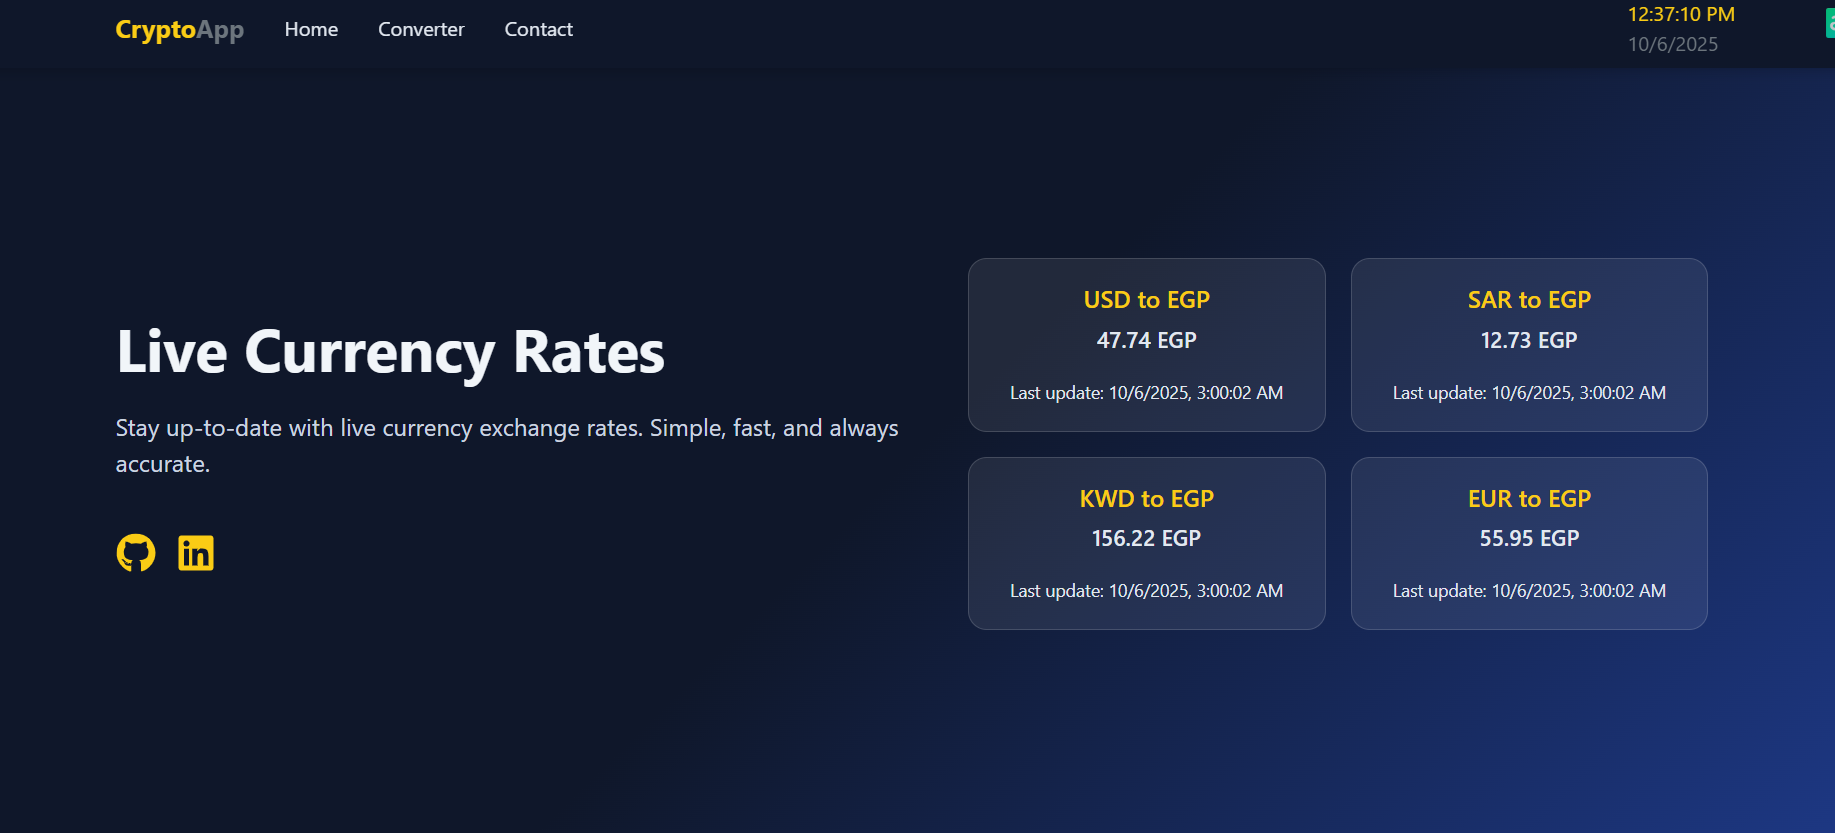 CryptoApp Home Converter Contact
12:37:10 PM
10/6/2025
Live Currency Rates
Stay up-to-date with live currency exchange rates. Simple, fast, and always
accurate.
in
USD to EGP
47.74 EGP
Last update: 10/6/2025, 3:00:02 AM
SAR to EGP
12.73 EGP
Last update: 10/6/2025, 3:00:02 AM
KWD to EGP
156.22 EGP
Last update: 10/6/2025, 3:00:02 AM
EUR to EGP
55.95 EGP
Last update: 10/6/2025, 3:00:02 AM